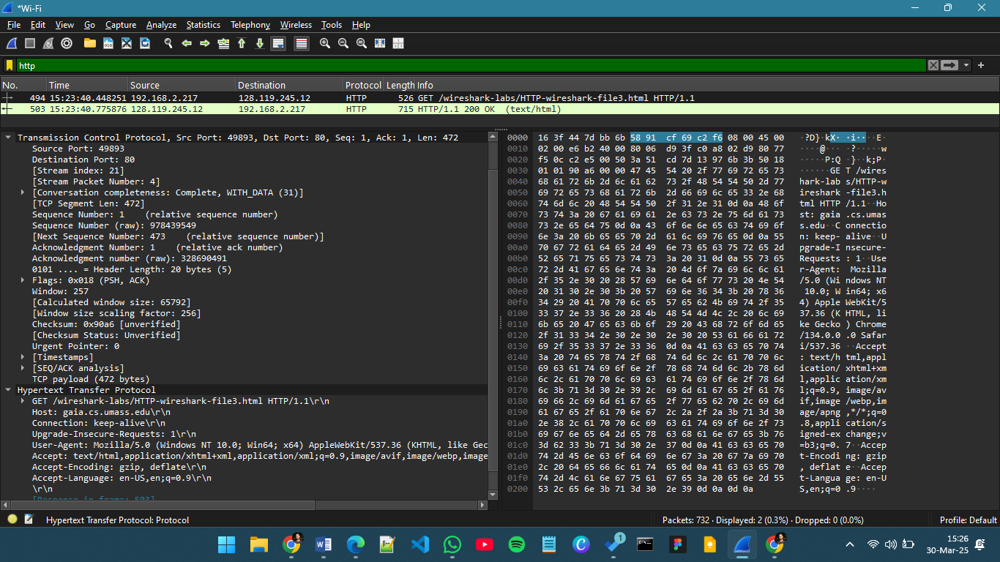 *Wi-Fi
File Edit View Go Capture Analyze Statistics Telephony Wireless Tools Help
http
No. Time Source Destination Protocol Length Info
494 15:23:40.448251 192.168.2.217 128.119.245.12 HTTP 526 GET /wireshark-labs/HTTP-wireshark-file3.html HTTP/1.1
503 15:23:40.775876 128.119.245.12 192.168.2.217 HTTP 715 HTTP/1.1 200 OK (text/html)
Transmission Control Protocol, Src Port: 49893, Dst Port: 80, Seq: 1, Ack: 1, Len: 472
Source Port: 49893
Destination Port: 80
[Stream index: 21]
[Stream Packet Number: 4]
[Conversation completeness: Complete, WITH_DATA (31)]
[TCP Segment Len: 472]
Sequence Number: 1 (relative sequence number)
Sequence Number (raw): 978439549
[Next Sequence Number: 473 (relative sequence number)]
Acknowledgment Number: 1 (relative ack number)
Acknowledgment number (raw): 328690491
0101 .... = Header Length: 20 bytes (5)
Flags: 0x018 (PSH, ACK)
Window: 257
[Calculated window size: 65792]
[Window size scaling factor: 256]
Checksum: 0x90a6 [unverified]
[Checksum Status: Unverified]
Urgent Pointer: 0
[Timestamps]
[SEQ/ACK analysis]
TCP payload (472 bytes)
Hypertext Transfer Protocol
GET /wireshark-labs/HTTP-wireshark-file3.html HTTP/1.1\r\n
Host: gaia.cs.umass.edu\r\n
Connection: keep-alive\r\n
Upgrade-Insecure-Requests: 1\r\n
User-Agent: Mozilla/5.0 (Windows NT 10.0; Win64; x64) AppleWebKit/537.36 (KHTML, like Gec
Accept: text/html,application/xhtml+xml,application/xml;q=0.9,image/avif,image/webp,image
Accept-Encoding: gzip, deflate\r\n
Accept-Language: en-US,en;q=0.9\r\n
\r\n
[Response in frame: 503]
0000 16 3f 44 7d bb 6b 58 91 cf 69 c2 f6 08 00 45 00 ·?D}·kX· ·i····E·
0010 02 00 e6 b2 40 00 80 06 d9 3f c0 a8 02 d9 80 77 ····@··· ·?·····w
0020 f5 0c c2 e5 00 50 3a 51 cd 7d 13 97 6b 3b 50 18 ·····P:Q ·}··k;P·
0030 01 01 90 a6 00 00 47 45 54 20 2f 77 69 72 65 73 ······GE T /wires
0040 68 61 72 6b 2d 6c 61 62 73 2f 48 54 54 50 2d 77 hark-lab s/HTTP-w
0050 69 72 65 73 68 61 72 6b 2d 66 69 6c 65 33 2e 68 ireshark -file3.h
0060 74 6d 6c 20 48 54 54 50 2f 31 2e 31 0d 0a 48 6f tml HTTP /1.1··Ho
0070 73 74 3a 20 67 61 69 61 2e 63 73 2e 75 6d 61 73 st: gaia .cs.umas
0080 73 2e 65 64 75 0d 0a 43 6f 6e 6e 65 63 74 69 6f s.edu··C onnectio
0090 6e 3a 20 6b 65 65 70 2d 61 6c 69 76 65 0d 0a 55 n: keep- alive··U
00a0 70 67 72 61 64 65 2d 49 6e 73 65 63 75 72 65 2d pgrade-I nsecure-
00b0 52 65 71 75 65 73 74 73 3a 20 31 0d 0a 55 73 65 Requests : 1··Use
00c0 72 2d 41 67 65 6e 74 3a 20 4d 6f 7a 69 6c 6c 61 r-Agent: Mozilla
00d0 2f 35 2e 30 20 28 57 69 6e 64 6f 77 73 20 4e 54 /5.0 (Wi ndows NT
00e0 20 31 30 2e 30 3b 20 57 69 6e 36 34 3b 20 78 36 10.0; W in64; x6
00f0 34 29 20 41 70 70 6c 65 57 65 62 4b 69 74 2f 35 4) Apple WebKit/5
0100 33 37 2e 33 36 20 28 4b 48 54 4d 4c 2c 20 6c 69 37.36 (K HTML, li
0110 6b 65 20 47 65 63 6b 6f 29 20 43 68 72 6f 6d 65 ke Gecko ) Chrome
0120 2f 31 33 34 2e 30 2e 30 2e 30 20 53 61 66 61 72 /134.0.0 .0 Safar
0130 69 2f 35 33 37 2e 33 36 0d 0a 41 63 63 65 70 74 i/537.36 ··Accept
0140 3a 20 74 65 78 74 2f 68 74 6d 6c 2c 61 70 70 6c : text/h tml,appl
0150 69 63 61 74 69 6f 6e 2f 78 68 74 6d 6c 2b 78 6d ication/ xhtml+xm
0160 6c 2c 61 70 70 6c 69 63 61 74 69 6f 6e 2f 78 6d l,applic ation/xm
0170 6c 3b 71 3d 30 2e 39 2c 69 6d 61 67 65 2f 61 76 l;q=0.9, image/av
0180 69 66 2c 69 6d 61 67 65 2f 77 65 62 70 2c 69 6d if,image /webp,im
0190 61 67 65 2f 61 70 6e 67 2c 2a 2f 2a 3b 71 3d 30 age/apng ,*/*;q=0
01a0 2e 38 2c 61 70 70 6c 69 63 61 74 69 6f 6e 2f 73 .8,appli cation/s
01b0 69 67 6e 65 64 2d 65 78 63 68 61 6e 67 65 3b 76 igned-ex change;v
01c0 3d 62 33 3b 71 3d 30 2e 37 0d 0a 41 63 63 65 70 =b3;q=0. 7··Accep
01d0 74 2d 45 6e 63 6f 64 69 6e 67 3a 20 67 7a 69 70 t-Encodi ng: gzip
01e0 2c 20 64 65 66 6c 61 74 65 0d 0a 41 63 63 65 70 , deflat e··Accep
01f0 74 2d 4c 61 6e 67 75 61 67 65 3a 20 65 6e 2d 55 t-Langua ge: en-U
0200 53 2c 65 6e 3b 71 3d 30 2e 39 0d 0a 0d 0a S,en;q=0 .9····
Hypertext Transfer Protocol: Protocol
Packets: 732 · Displayed: 2 (0.3%) · Dropped: 0 (0.0%)
Profile: Default
1
15:26
30-Mar-25